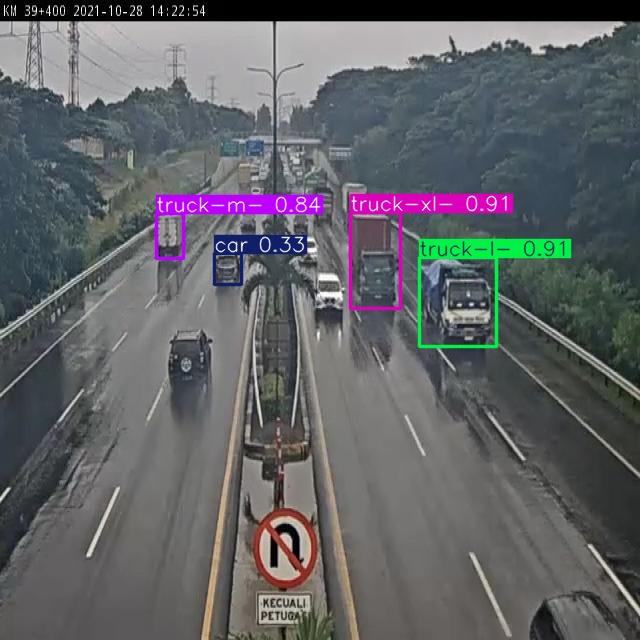 KM 39+400 2021-10-28 14:22:54
truck-m- 0.84
truck-xl- 0.91
car 0.33
truck-l- 0.91
KECUALI
PETUGAS